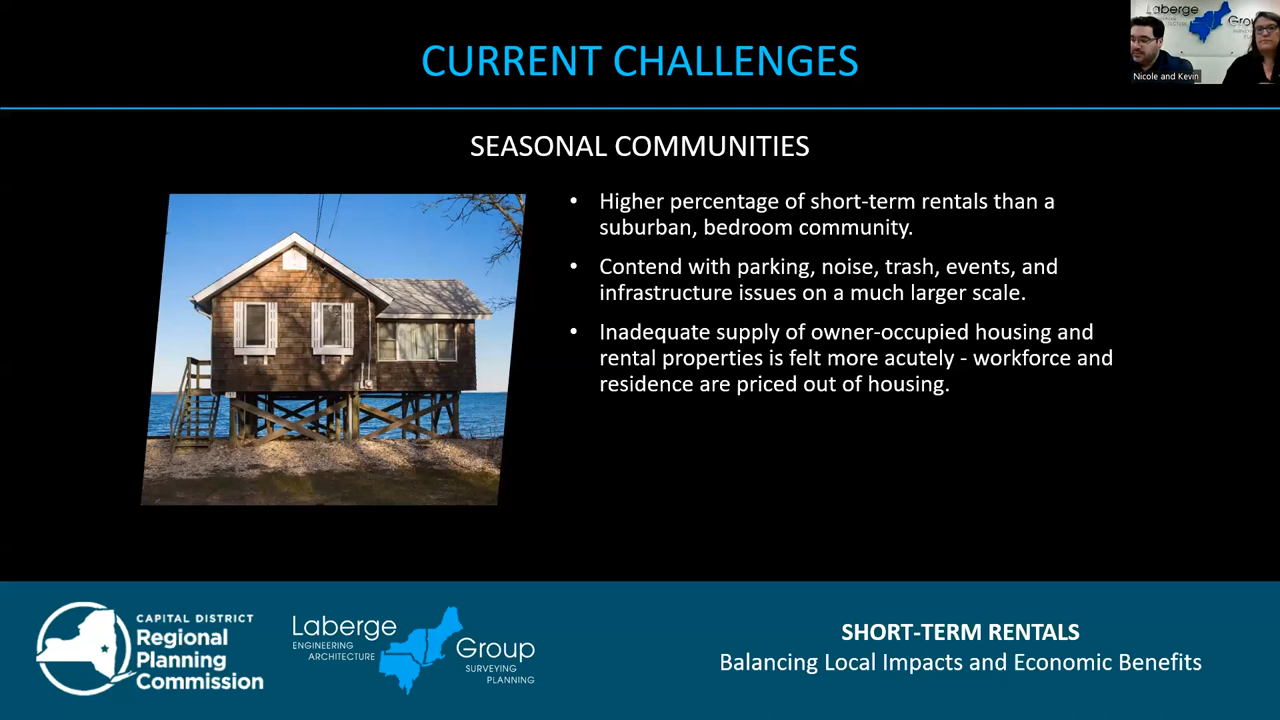 CURRENT CHALLENGES
Laberge
Nicole and Kevin
SEASONAL COMMUNITIES
• Higher percentage of short-term rentals than a
suburban, bedroom community.
• Contend with parking, noise, trash, events, and
infrastructure issues on a much larger scale.
• Inadequate supply of owner-occupied housing and
rental properties is felt more acutely - workforce and
residence are priced out of housing.
CAPITAL DISTRICT
Regional
Planning
Commission
Laberge
ENGINEERING
ARCHITECTURE
Group
SURVEYING
PLANNING
SHORT-TERM RENTALS
Balancing Local Impacts and Economic Benefits